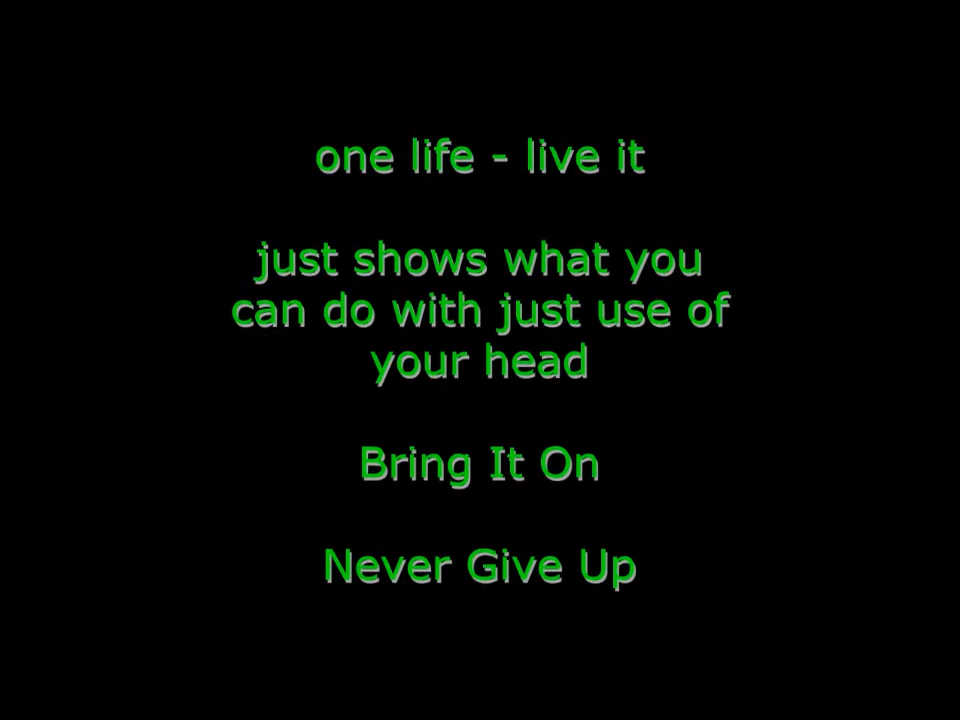 one life - live it
just shows what you
can do with just use of
your head
Bring It On
Never Give Up